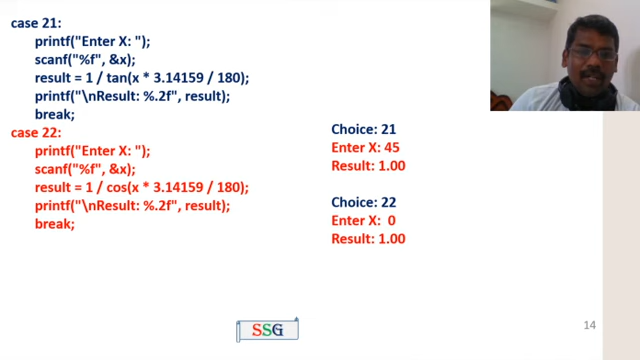 case 21:
printf("Enter X: ");
scanf("%f", &x);
result = 1 / tan(x * 3.14159 / 180);
printf("\nResult: %.2f", result);
break;
case 22:
printf("Enter X: ");
scanf("%f", &x);
result = 1 / cos(x * 3.14159 / 180);
printf("\nResult: %.2f", result);
break;
Choice: 21
Enter X: 45
Result: 1.00
Choice: 22
Enter X: 0
Result: 1.00
SSG
14